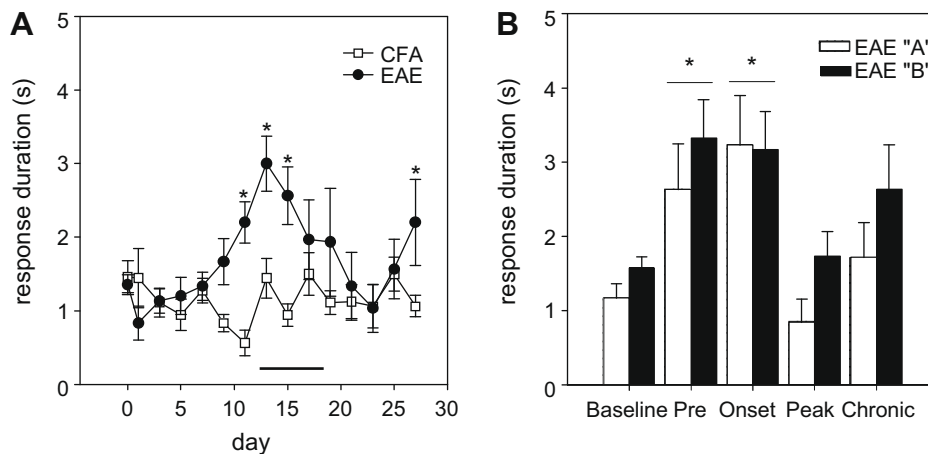 A
5
4
3
2
1
0
response duration (s)
CFA
EAE
*
*
*
*
0
5
10
15
20
25
30
day
B
5
4
3
2
1
0
response duration (s)
EAE "A"
EAE "B"
*
*
Baseline Pre Onset Peak Chronic